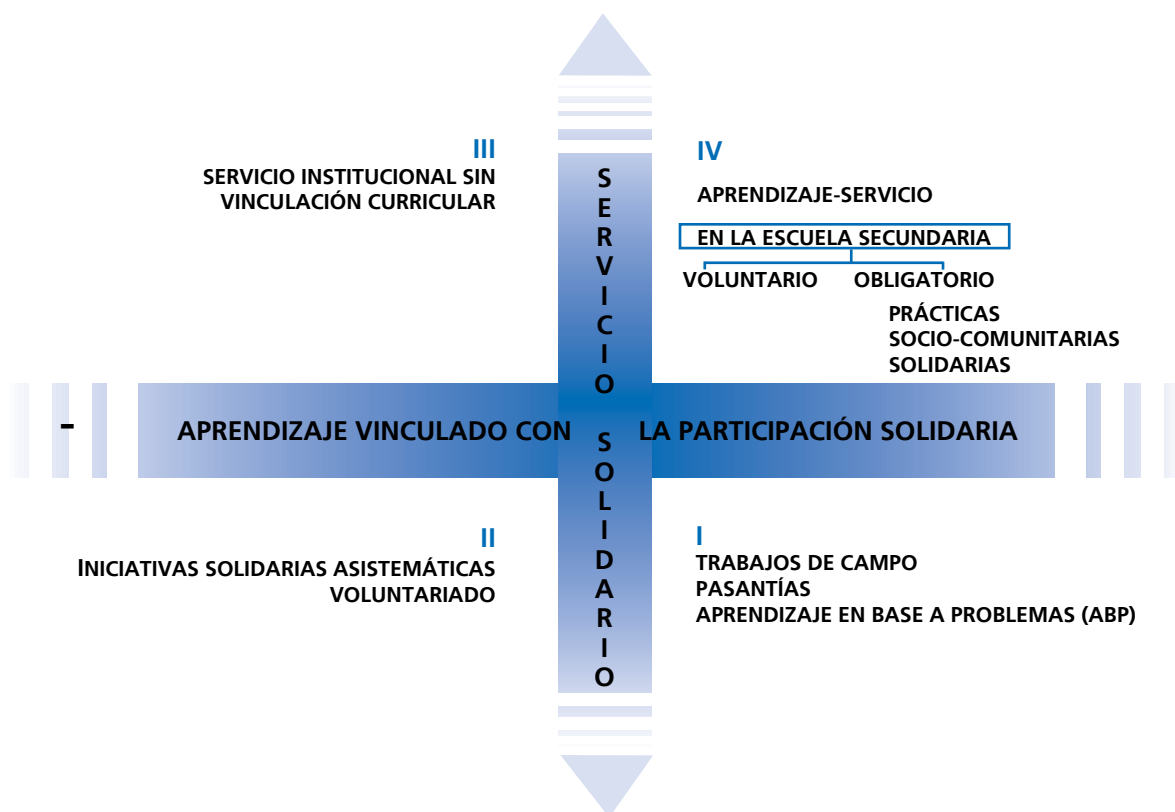 III
SERVICIO INSTITUCIONAL SIN
VINCULACIÓN CURRICULAR
IV
APRENDIZAJE-SERVICIO
EN LA ESCUELA SECUNDARIA
VOLUNTARIO OBLIGATORIO
PRÁCTICAS
SOCIO-COMUNITARIAS
SOLIDARIAS
SERVICIO SOLIDARIO
- APRENDIZAJE VINCULADO CON LA PARTICIPACIÓN SOLIDARIA
II
INICIATIVAS SOLIDARIAS ASISTEMÁTICAS
VOLUNTARIADO
I
TRABAJOS DE CAMPO
PASANTÍAS
APRENDIZAJE EN BASE A PROBLEMAS (ABP)